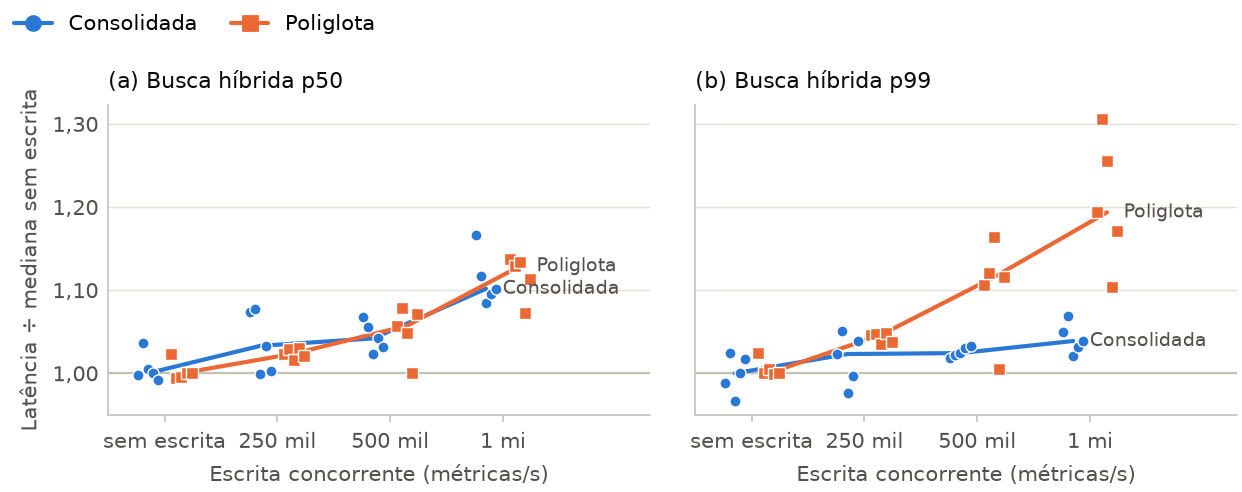 Consolidada
Poliglota
(a) Busca híbrida p50
(b) Busca híbrida p99
Latência ÷ mediana sem escrita
1,30
1,20
1,10
1,00
Poliglota
Consolidada
Poliglota
Consolidada
sem escrita
250 mil
500 mil
1 mi
sem escrita
250 mil
500 mil
1 mi
Escrita concorrente (métricas/s)
Escrita concorrente (métricas/s)